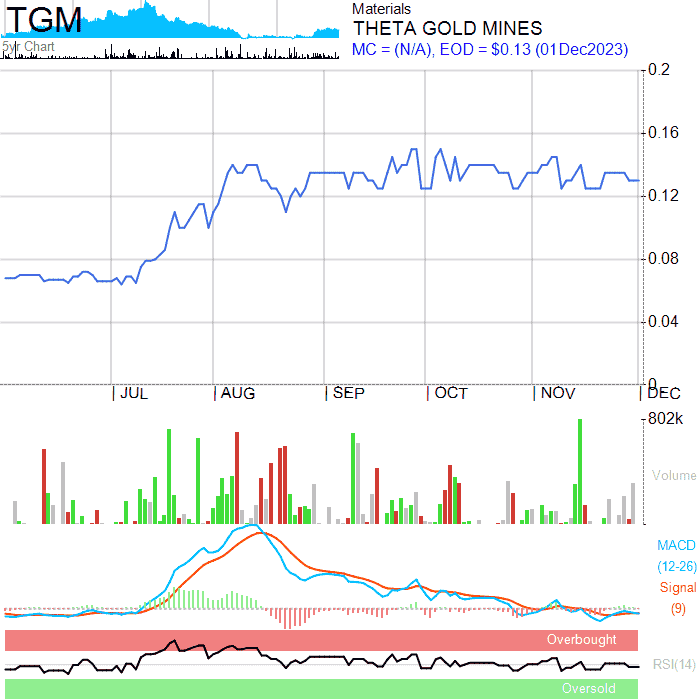 TGM
5yr Chart
Materials
THETA GOLD MINES
MC = (N/A), EOD = $0.13 (01Dec2023)
0.2
0.16
0.12
0.08
0.04
0
JUL AUG SEP OCT NOV DEC
802k
Volume
MACD
(12-26)
Signal
(9)
Overbought
RSI(14)
Oversold